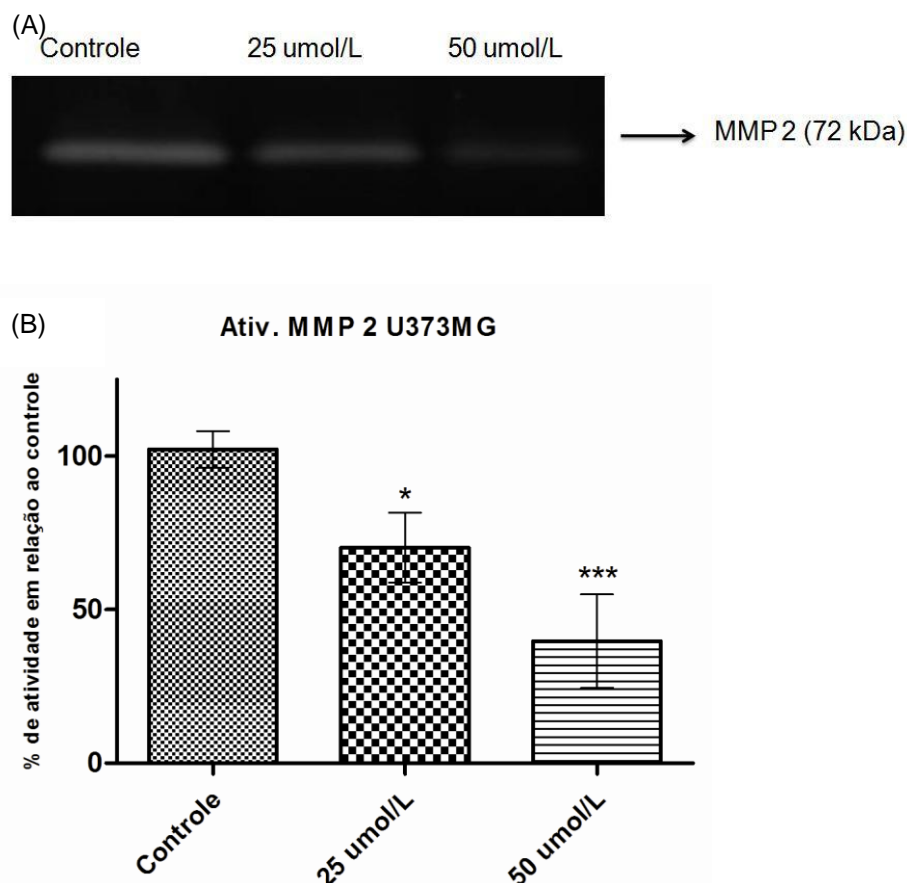 (A)
Controle 25 umol/L 50 umol/L
MMP 2 (72 kDa)
(B)
Ativ. MMP 2 U373MG
% de atividade em relação ao controle
100
50
0
*
***
Controle
25 umol/L
50 umol/L